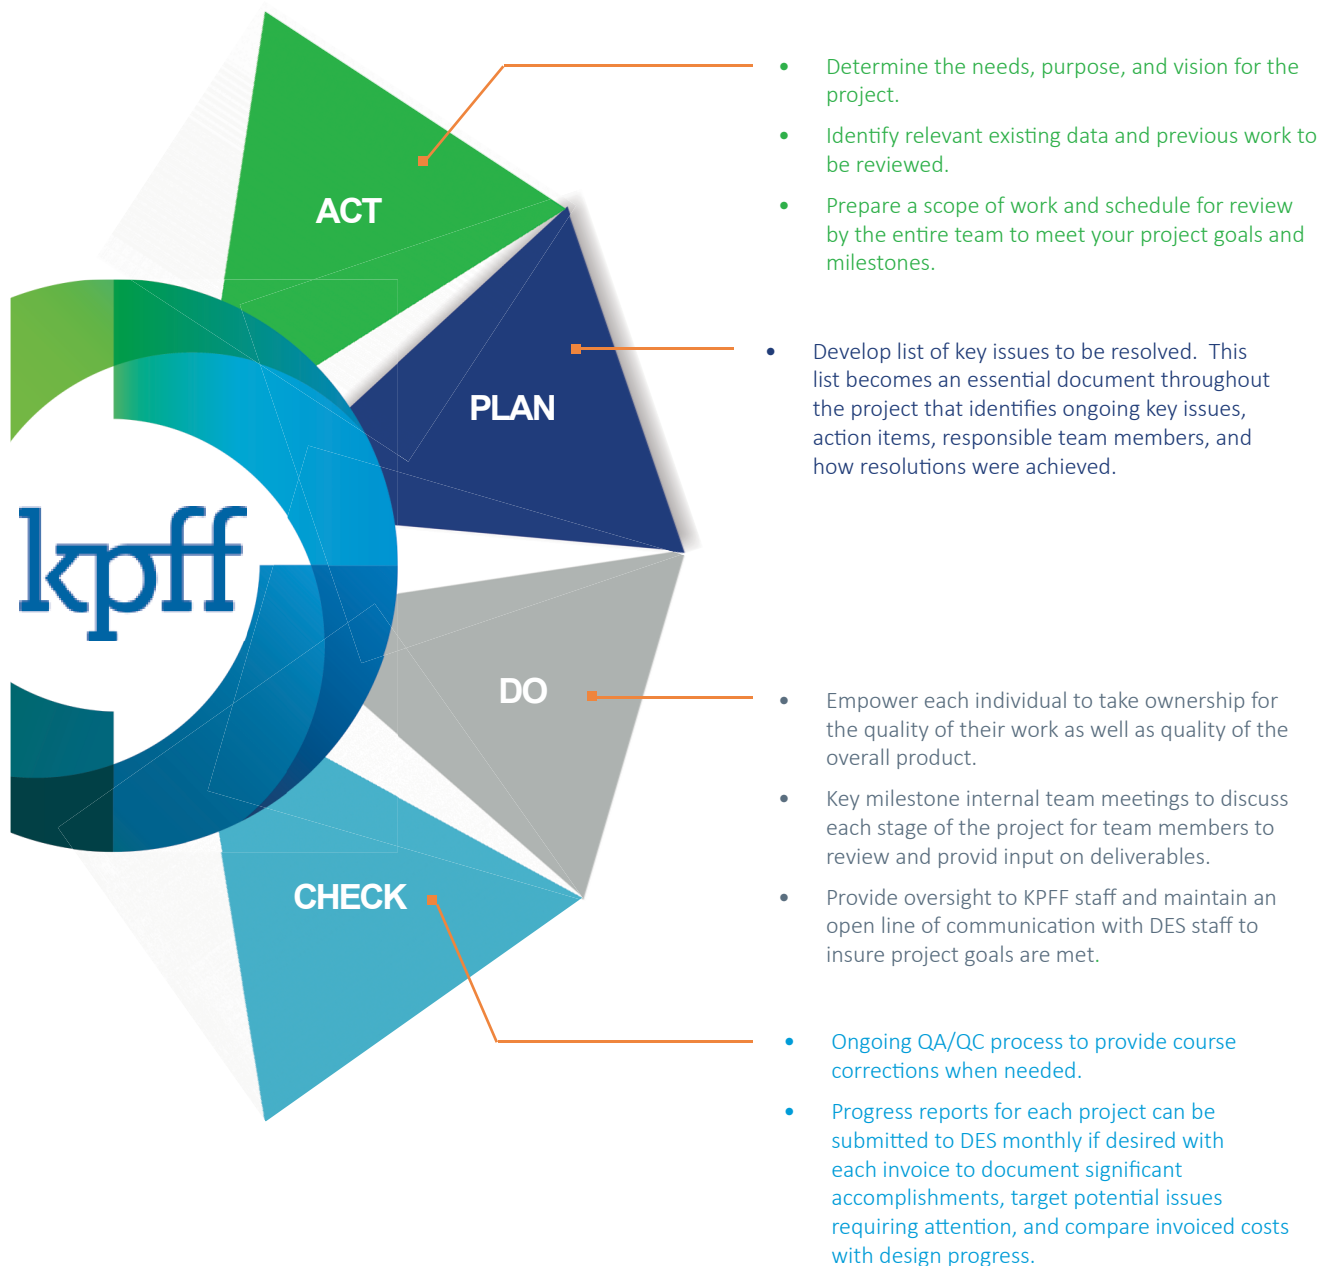 ACT
• Determine the needs, purpose, and vision for the
project.
• Identify relevant existing data and previous work to
be reviewed.
• Prepare a scope of work and schedule for review
by the entire team to meet your project goals and
milestones.
PLAN
• Develop list of key issues to be resolved.  This
list becomes an essential document throughout
the project that identifies ongoing key issues,
action items, responsible team members, and
how resolutions were achieved.
kpff
DO
• Empower each individual to take ownership for
the quality of their work as well as quality of the
overall product.
• Key milestone internal team meetings to discuss
each stage of the project for team members to
review and provid input on deliverables.
• Provide oversight to KPFF staff and maintain an
open line of communication with DES staff to
insure project goals are met.
CHECK
• Ongoing QA/QC process to provide course
corrections when needed.
• Progress reports for each project can be
submitted to DES monthly if desired with
each invoice to document significant
accomplishments, target potential issues
requiring attention, and compare invoiced costs
with design progress.